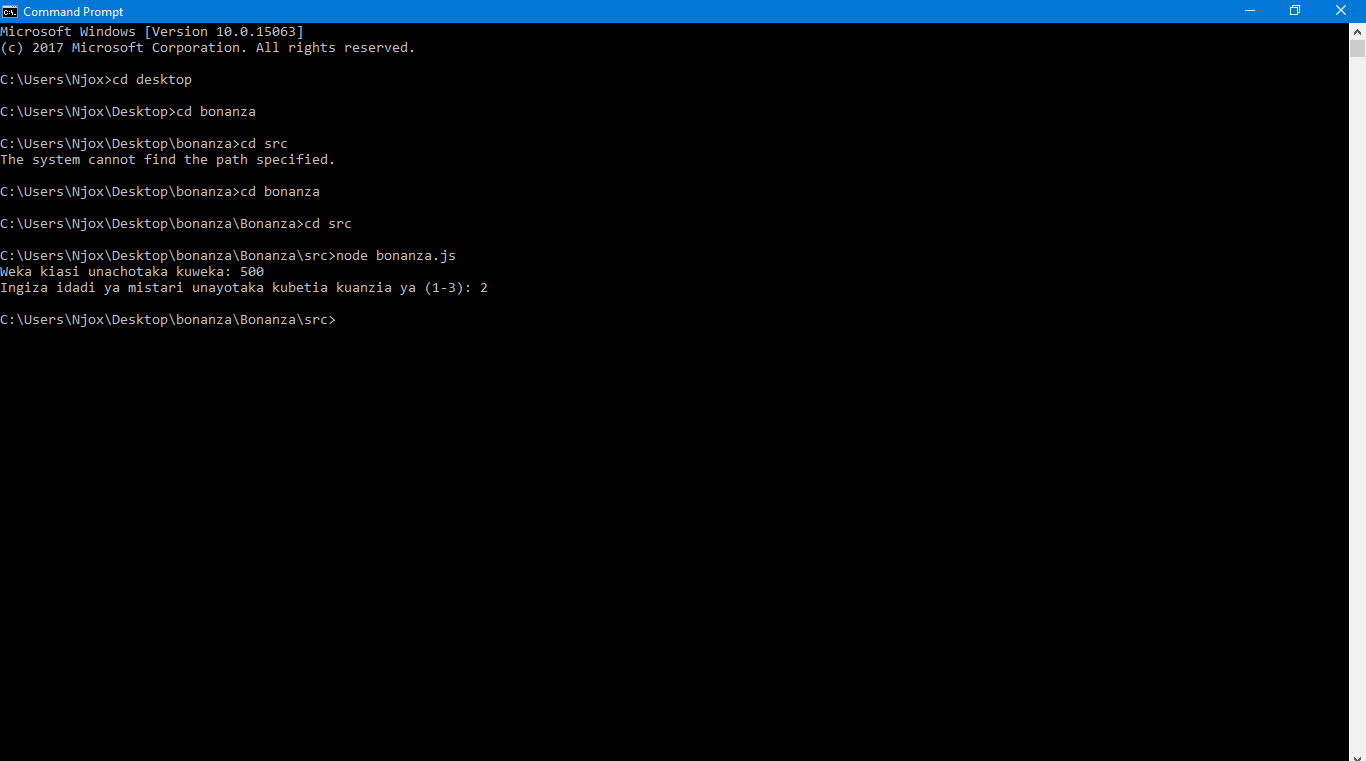 Command Prompt
Microsoft Windows [Version 10.0.15063]
(c) 2017 Microsoft Corporation. All rights reserved.
C:\Users\Njox>cd desktop
C:\Users\Njox\Desktop>cd bonanza
C:\Users\Njox\Desktop\bonanza>cd src
The system cannot find the path specified.
C:\Users\Njox\Desktop\bonanza>cd bonanza
C:\Users\Njox\Desktop\bonanza\Bonanza>cd src
C:\Users\Njox\Desktop\bonanza\Bonanza\src>node bonanza.js
Weka kiasi unachotaka kuweka: 500
Ingiza idadi ya mistari unayotaka kubetia kuanzia ya (1-3): 2
C:\Users\Njox\Desktop\bonanza\Bonanza\src>